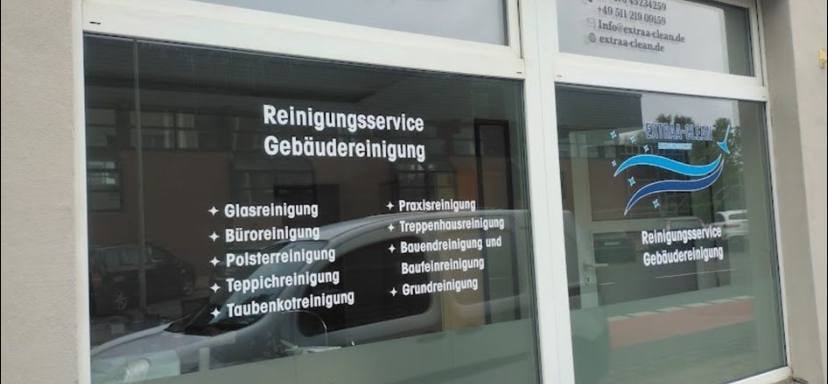 +49 511 219 09159
Info@extraa-clean.de
extraa-clean.de
Reinigungsservice
Gebäudereinigung
Glasreinigung
Büroreinigung
Polsterreinigung
Teppichreinigung
Taubenkotreinigung
Praxisreinigung
Treppenhausreinigung
Bauendreinigung und
Baufeinreinigung
Grundreinigung
EXTRAA-CLEAN
Reinigungsservice
Gebäudereinigung